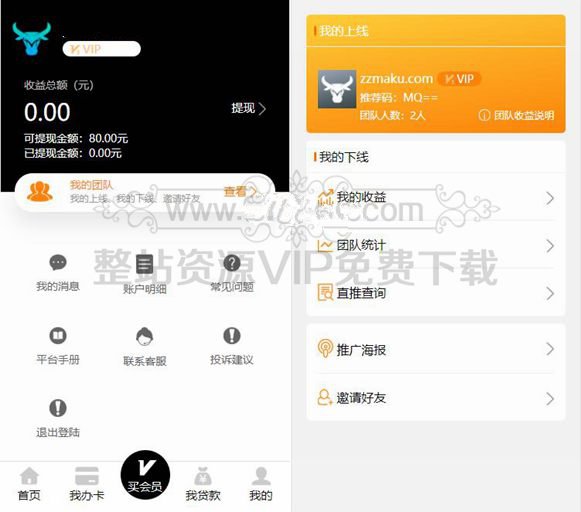 VIP
收益总额（元）
0.00
提现
可提现金额：80.00元
已提现金额：0.00元
我的团队
我的上线、我的下线、邀请好友
查看
我的消息
账户明细
常见问题
平台手册
联系客服
投诉建议
退出登陆
首页
我办卡
买会员
我贷款
我的
我的上线
zzmaku.com
VIP
推荐码：MQ==
团队人数：2人
团队收益说明
我的下线
我的收益
团队统计
直推查询
推广海报
邀请好友
整站资源VIP免费下载